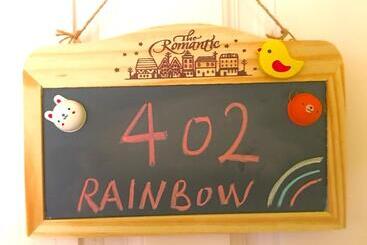 The
Romantic
402
RAINBOW